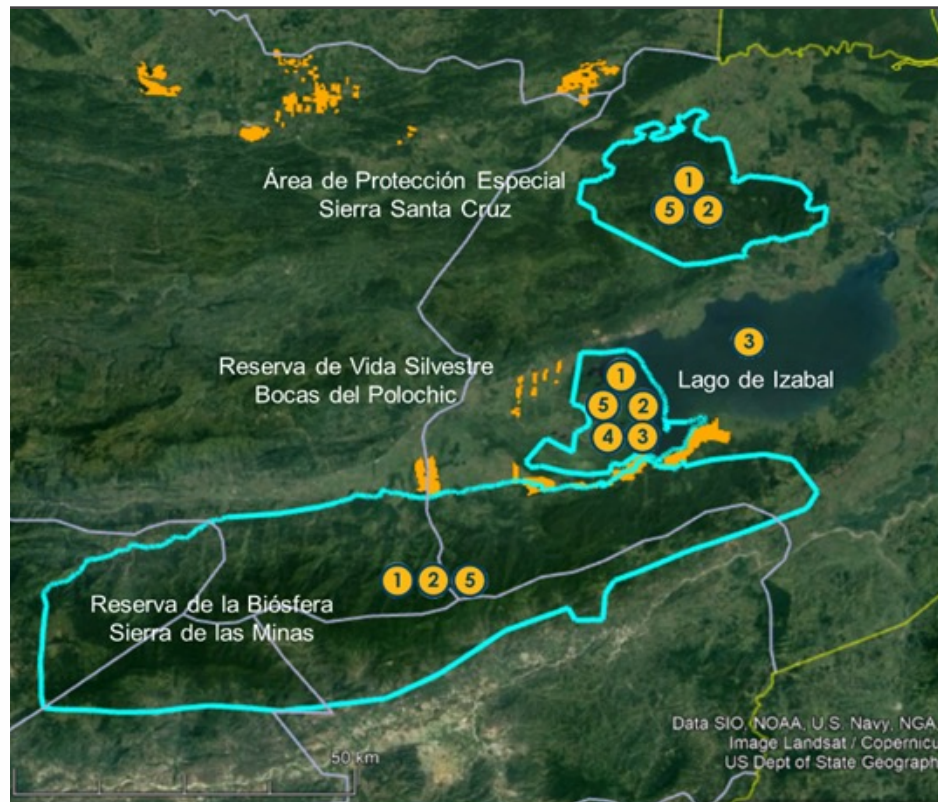 Área de Protección Especial
Sierra Santa Cruz
1
5 2
3
Reserva de Vida Silvestre
Bocas del Polochic
Lago de Izabal
1
5 2
4 3
1 2 5
Reserva de la Biósfera
Sierra de las Minas
Data SIO, NOAA, U.S. Navy, NGA
Image Landsat / Copernicu
US Dept of State Geograph
50 km